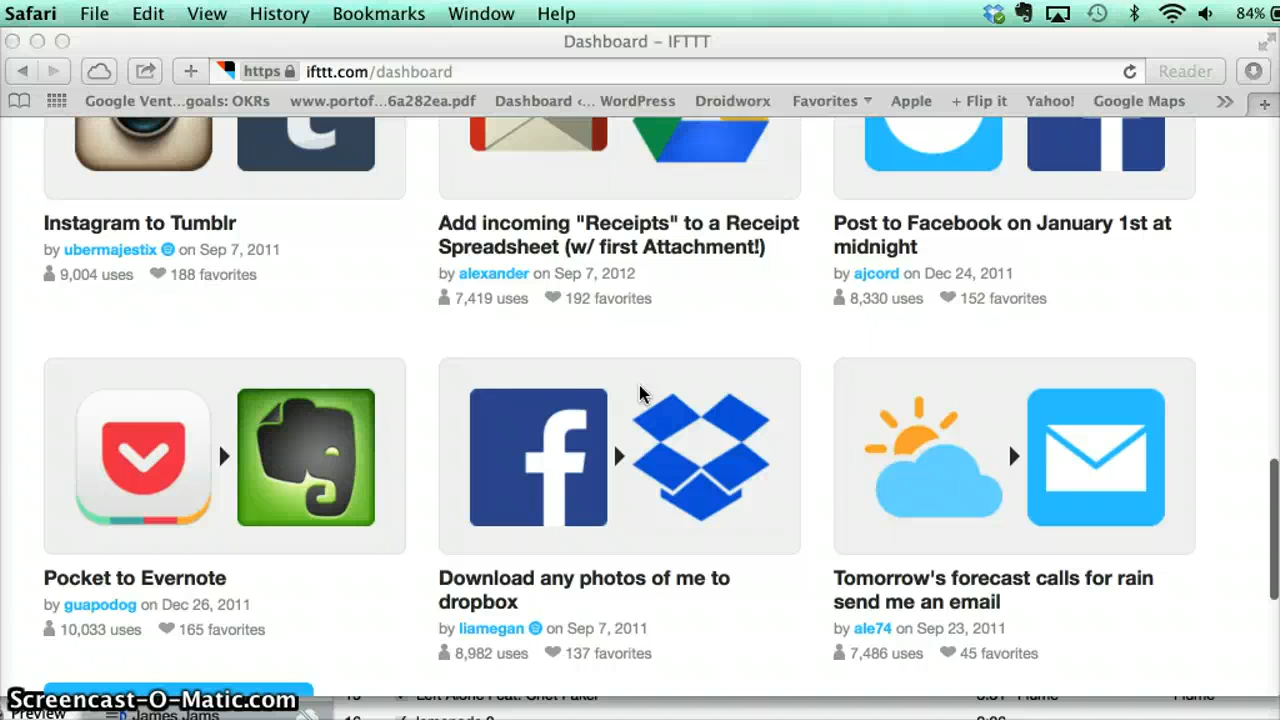 Safari File Edit View History Bookmarks Window Help 84%
Dashboard – IFTTT
https ifttt.com/dashboard Reader
Google Vent...goals: OKRs www.portof...6a282ea.pdf Dashboard ‹... WordPress Droidworx Favorites Apple + Flip it Yahoo! Google Maps
Instagram to Tumblr
by ubermajestix on Sep 7, 2011
9,004 uses 188 favorites
Add incoming "Receipts" to a Receipt
Spreadsheet (w/ first Attachment!)
by alexander on Sep 7, 2012
7,419 uses 192 favorites
Post to Facebook on January 1st at
midnight
by ajcord on Dec 24, 2011
8,330 uses 152 favorites
Pocket to Evernote
by guapodog on Dec 26, 2011
10,033 uses 165 favorites
Download any photos of me to
dropbox
by liamegan on Sep 7, 2011
8,982 uses 137 favorites
Tomorrow's forecast calls for rain
send me an email
by ale74 on Sep 23, 2011
7,486 uses 45 favorites
Screencast-O-Matic.com
Preview James Jams